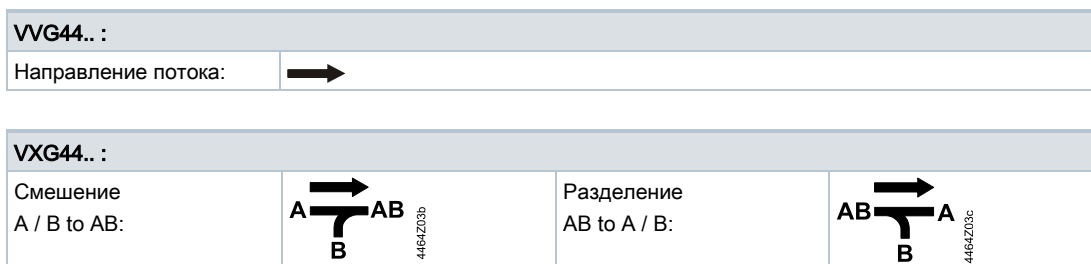 VVG44.. :
Направление потока:
VXG44.. :
Смешение
A / B to AB:
A AB
B
4464Z03b
Разделение
AB to A / B:
AB A
B
4464Z03c